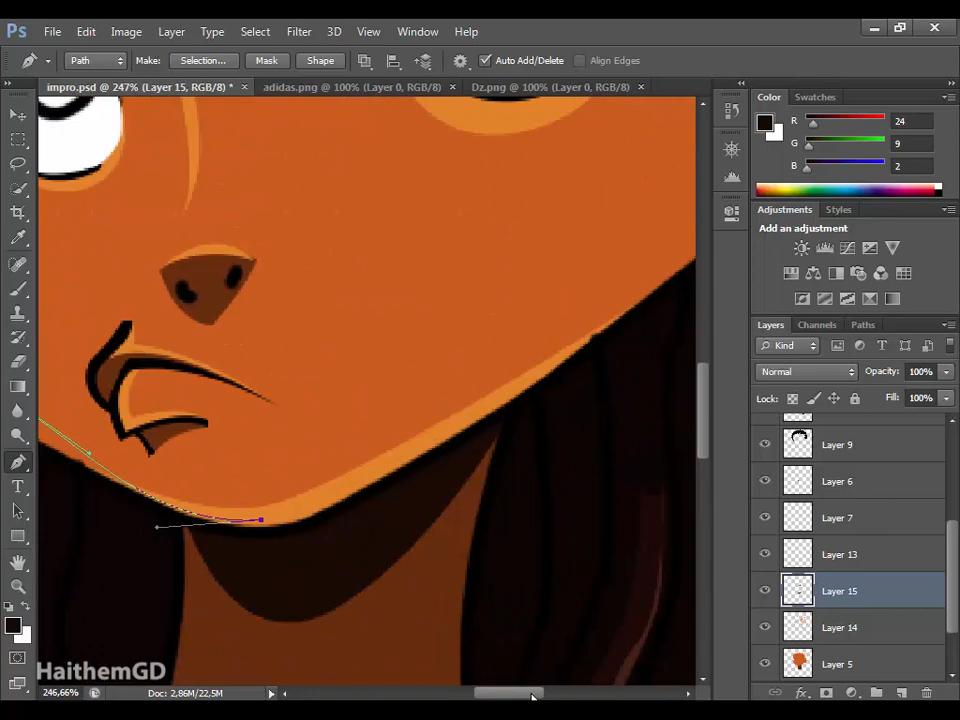 Ps File Edit Image Layer Type Select Filter 3D View Window Help
Path Make: Selection... Mask Shape Auto Add/Delete Align Edges
impro.psd @ 247% (Layer 15, RGB/8) * × adidas.png @ 100% (Layer 0, RGB/8) × Dz.png @ 100% (Layer 0, RGB/8) ×
Color Swatches
R 24
G 9
B 2
Adjustments Styles
Add an adjustment
Layers Channels Paths
Kind
Normal Opacity: 100%
Lock: Fill: 100%
Layer 9
Layer 6
Layer 7
Layer 13
Layer 15
Layer 14
Layer 5
HaithemGD
246,66% Doc: 2,86M/22,5M